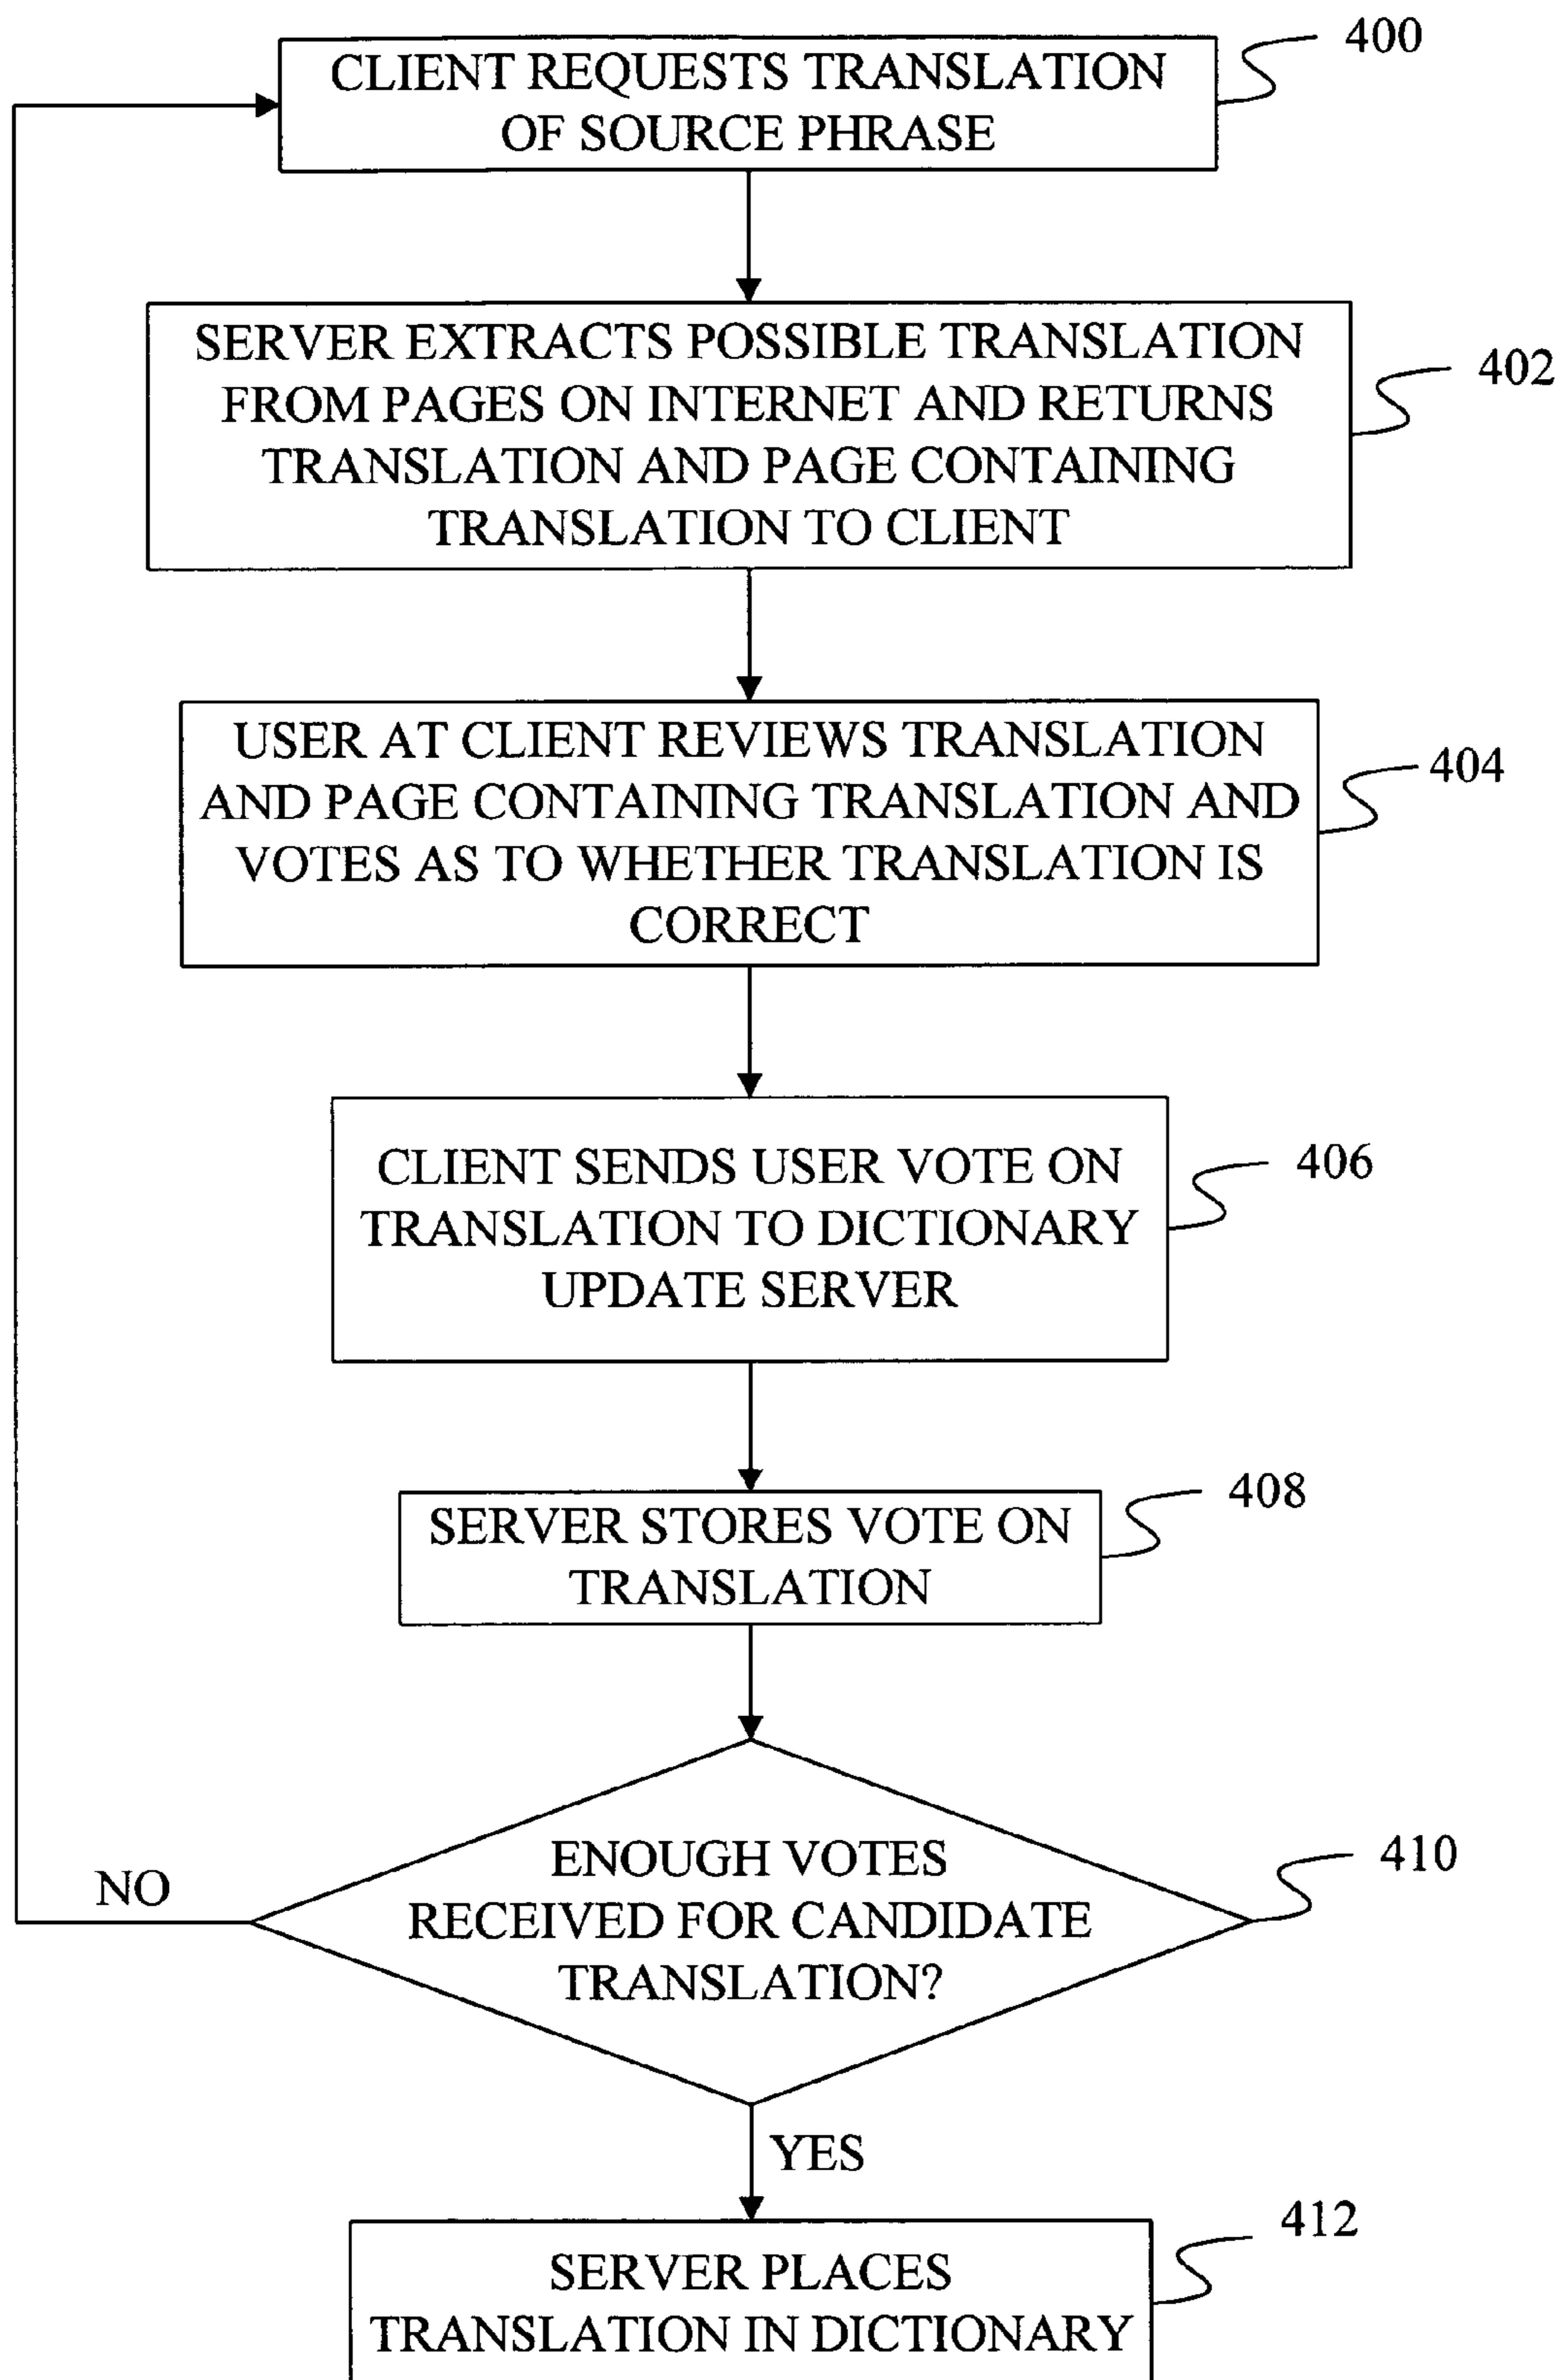 400
CLIENT REQUESTS TRANSLATION
OF SOURCE PHRASE
402
SERVER EXTRACTS POSSIBLE TRANSLATION
FROM PAGES ON INTERNET AND RETURNS
TRANSLATION AND PAGE CONTAINING
TRANSLATION TO CLIENT
404
USER AT CLIENT REVIEWS TRANSLATION
AND PAGE CONTAINING TRANSLATION AND
VOTES AS TO WHETHER TRANSLATION IS
CORRECT
406
CLIENT SENDS USER VOTE ON
TRANSLATION TO DICTIONARY
UPDATE SERVER
408
SERVER STORES VOTE ON
TRANSLATION
410
ENOUGH VOTES
RECEIVED FOR CANDIDATE
TRANSLATION?
NO
YES
412
SERVER PLACES
TRANSLATION IN DICTIONARY